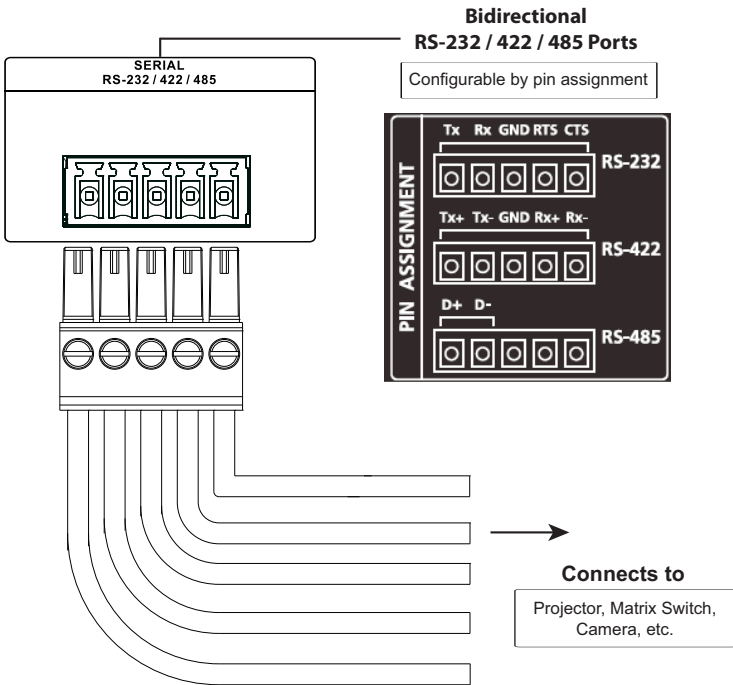 Bidirectional
RS-232 / 422 / 485 Ports
SERIAL
RS-232 / 422 / 485
Configurable by pin assignment
PIN ASSIGNMENT
Tx Rx GND RTS CTS
RS-232
Tx+ Tx- GND Rx+ Rx-
RS-422
D+ D-
RS-485
Connects to
Projector, Matrix Switch,
Camera, etc.